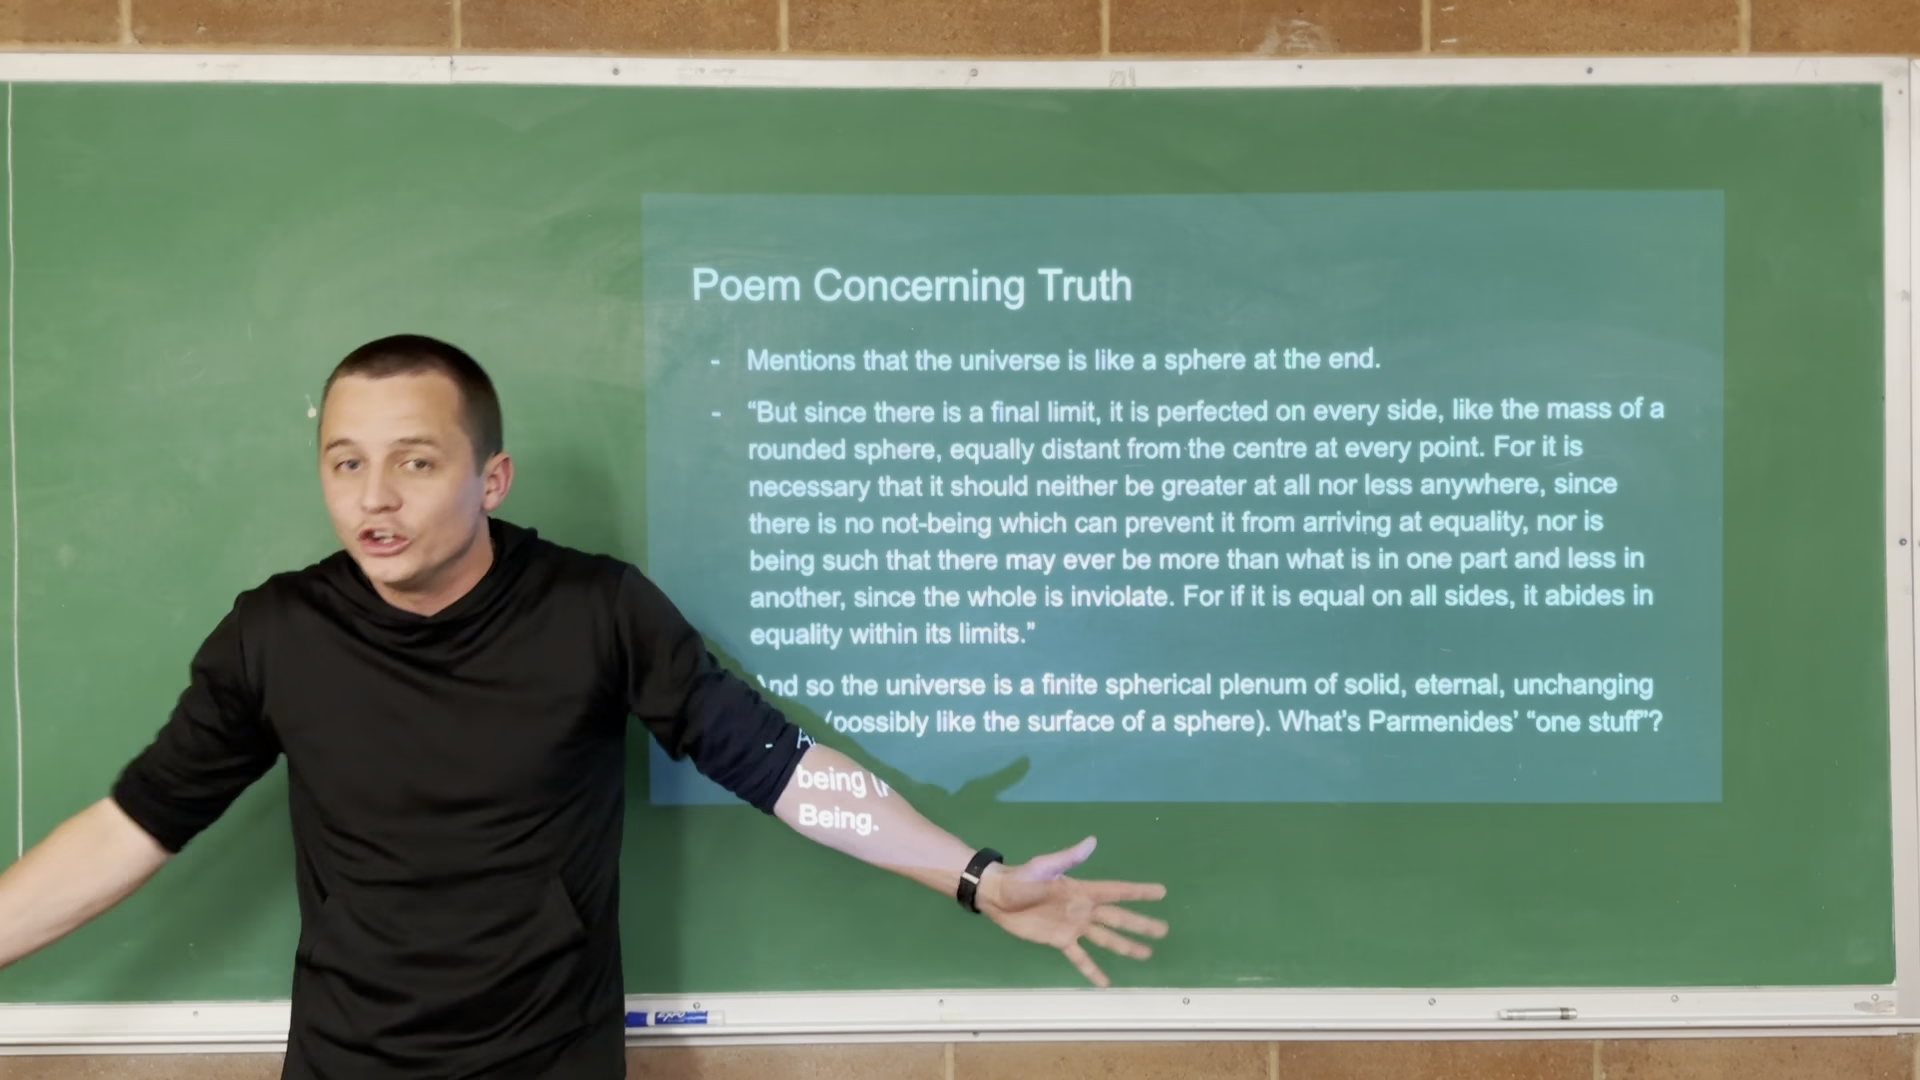 Poem Concerning Truth
- Mentions that the universe is like a sphere at the end.
- “But since there is a final limit, it is perfected on every side, like the mass of a
rounded sphere, equally distant from the centre at every point. For it is
necessary that it should neither be greater at all nor less anywhere, since
there is no not-being which can prevent it from arriving at equality, nor is
being such that there may ever be more than what is in one part and less in
another, since the whole is inviolate. For if it is equal on all sides, it abides in
equality within its limits.”
And so the universe is a finite spherical plenum of solid, eternal, unchanging
being (possibly like the surface of a sphere). What’s Parmenides’ “one stuff”?
Being.